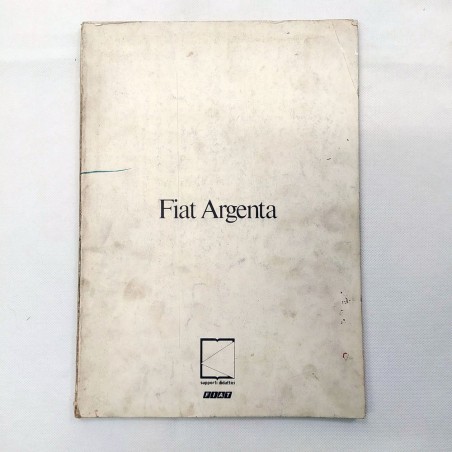 Fiat Argenta
supporti didattici
FIAT